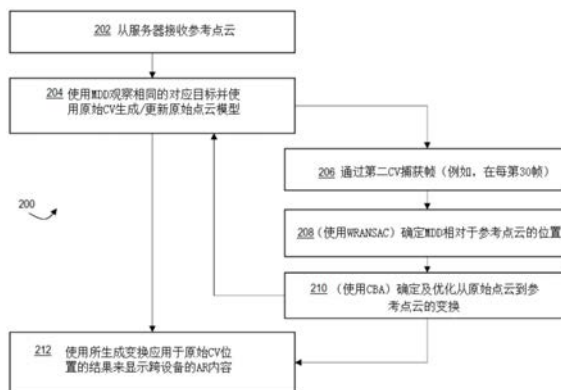 202 从服务器接收参考点云
204 使用MDD观察相同的对应目标并使
用原始CV生成/更新原始点云模型
206 通过第二CV捕获帧（例如，在每第30帧）
200
208（使用WRANSAC）确定MDD相对于参考点云的位置
210 （使用CBA）确定及优化从原始点云到参
考点云的变换
212 使用所生成变换应用于原始CV位
置的结果来显示跨设备的AR内容